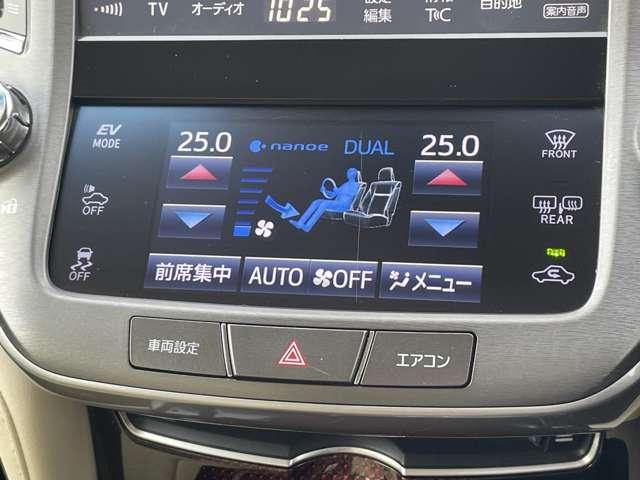 TV オーディオ 10:25 編集 T©C 目的地 案内音声
EV MODE
25.0 nanoe DUAL 25.0
FRONT
OFF
REAR
OFF
前席集中 AUTO OFF メニュー
車両設定 エアコン